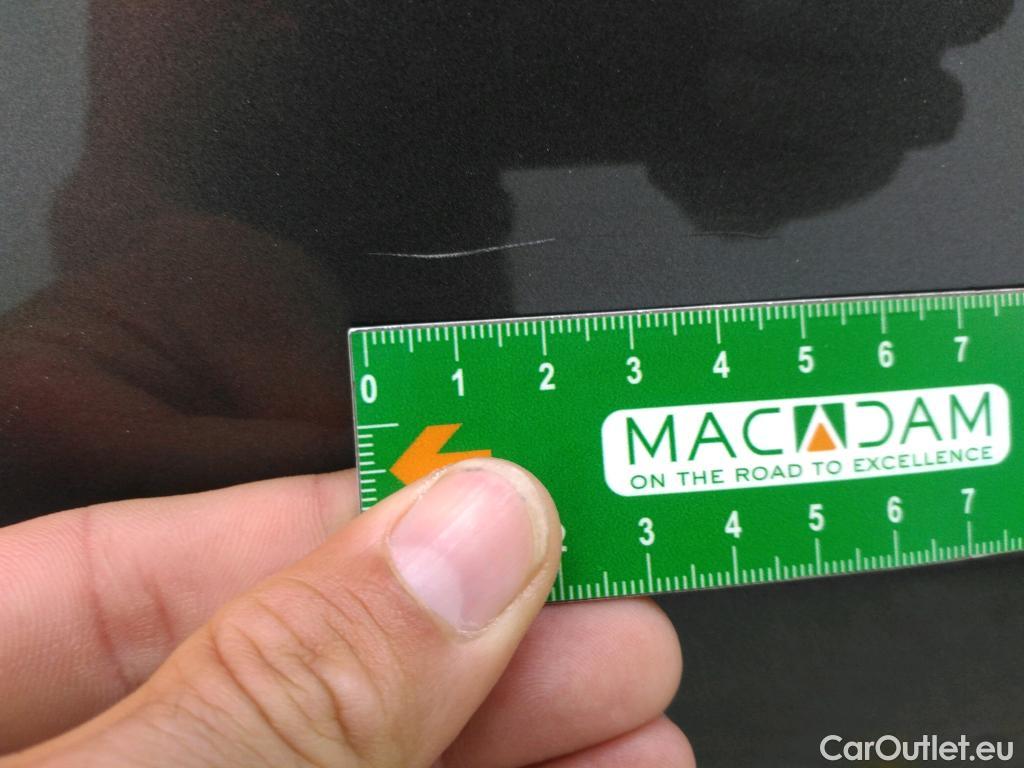 0 1 2 3 4 5 6 7
MACADAM
ON THE ROAD TO EXCELLENCE
3 4 5 6 7
CarOutlet.eu